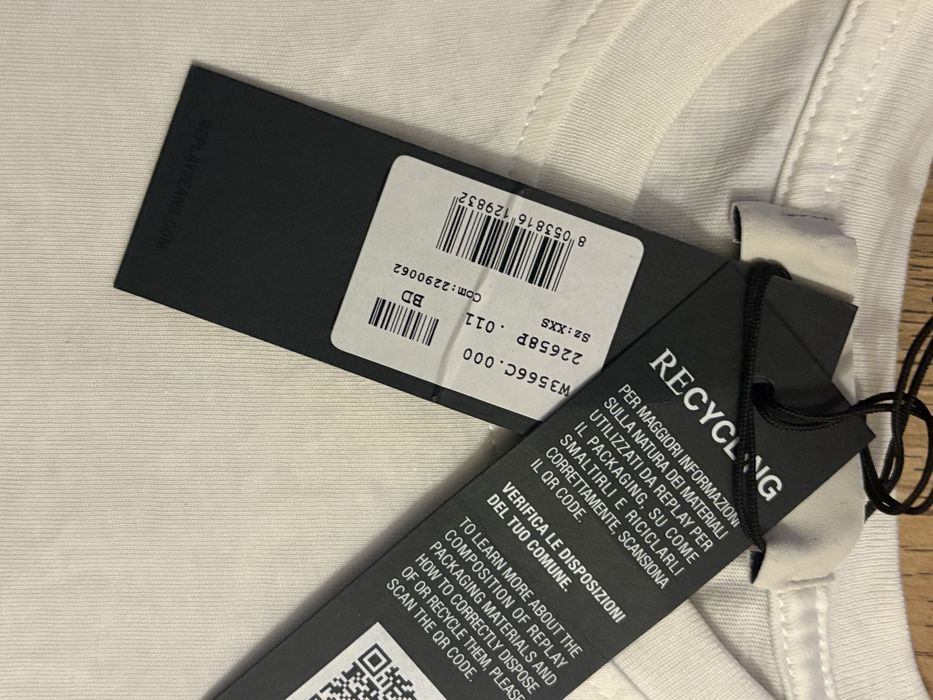 REPLAYJEANS.COM
W3566C.000
22658P .011
BD
Sz:XXS
Com:2290062
8 053816 129832
RECYCLING
PER MAGGIORI INFORMAZIONI
SULLA NATURA DEI MATERIALI
UTILIZZATI DA REPLAY PER
IL PACKAGING, SU COME
SMALTIRLI E RICICLARLI
CORRETTAMENTE, SCANSIONA
IL QR CODE.
VERIFICA LE DISPOSIZIONI
DEL TUO COMUNE.
TO LEARN MORE ABOUT THE
COMPOSITION OF REPLAY
PACKAGING MATERIALS AND
HOW TO CORRECTLY DISPOSE
OF OR RECYCLE THEM, PLEASE
SCAN THE QR CODE.